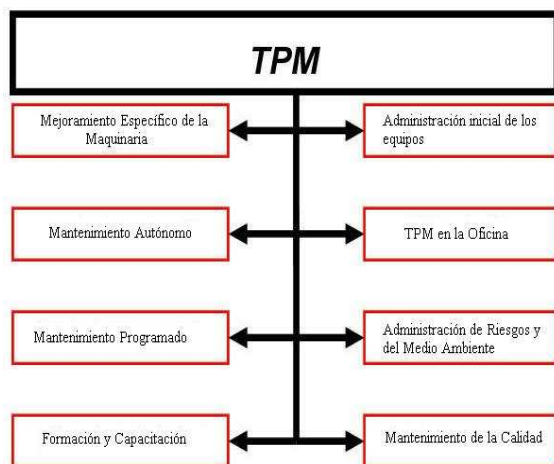 TPM
Mejoramiento Específico de la
Maquinaria
Administración inicial de los
equipos
Mantenimiento Autónomo
TPM en la Oficina
Mantenimiento Programado
Administración de Riesgos y
del Medio Ambiente
Formación y Capacitación
Mantenimiento de la Calidad